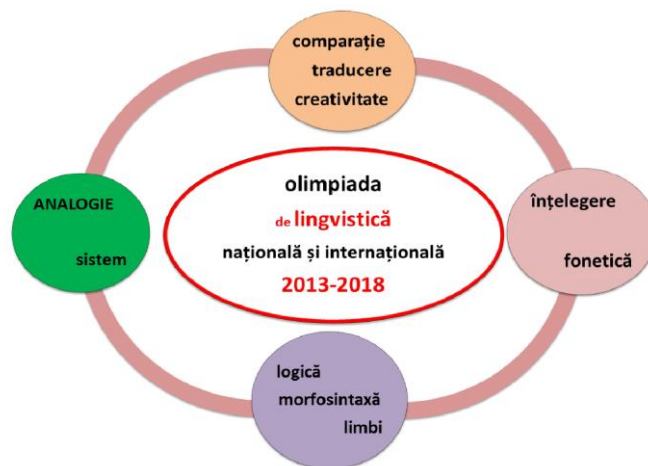 comparație
traducere
creativitate
ANALOGIE
sistem
olimpiada
de lingvistică
națională și internațională
2013-2018
înțelegere
fonetică
logică
morfosintaxă
limbi